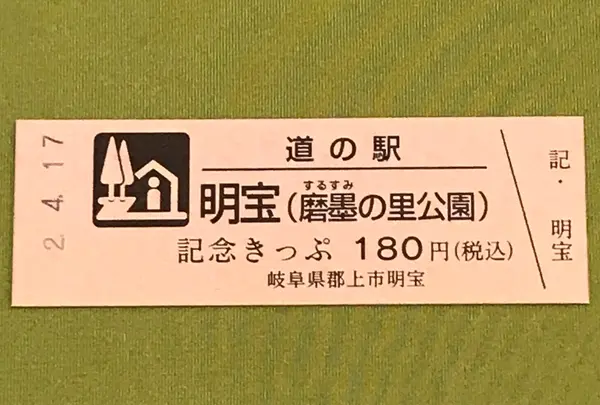 2. 4. 17
道の駅
明宝(磨墨の里公園)
するすみ
記念きっぷ 180円(税込)
岐阜県郡上市明宝
記・明宝